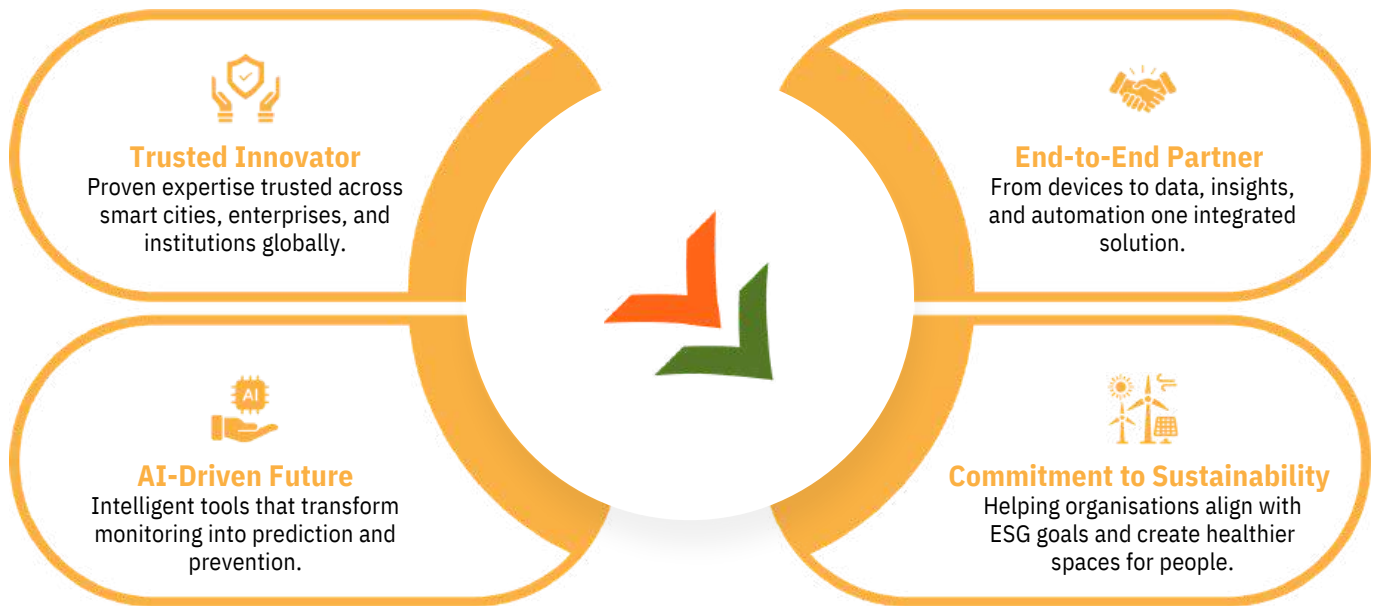 Trusted Innovator
Proven expertise trusted across
smart cities, enterprises, and
institutions globally.
End-to-End Partner
From devices to data, insights,
and automation one integrated
solution.
AI
AI-Driven Future
Intelligent tools that transform
monitoring into prediction and
prevention.
Commitment to Sustainability
Helping organisations align with
ESG goals and create healthier
spaces for people.